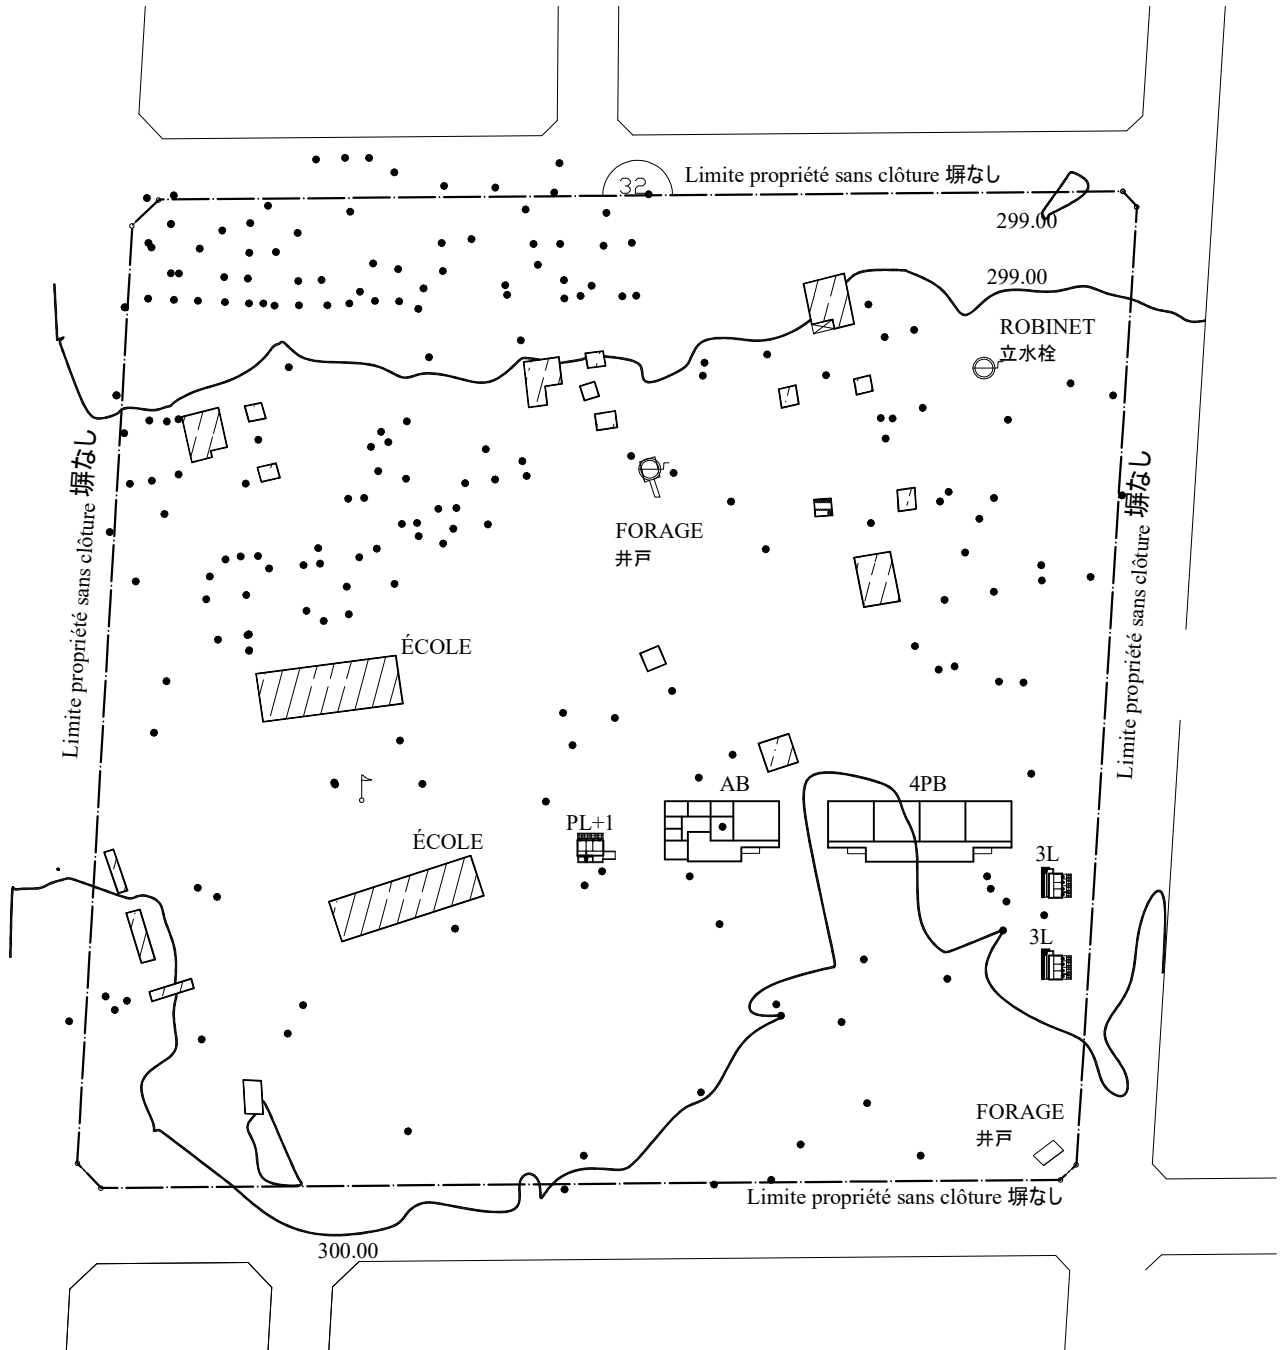 Limite propriété sans clôture 塀なし
32
299.00
299.00
ROBINET
立水栓
Limite propriété sans clôture 塀なし
Limite propriété sans clôture 塀なし
FORAGE
井戸
ÉCOLE
AB
4PB
PL+1
ÉCOLE
3L
3L
FORAGE
井戸
Limite propriété sans clôture 塀なし
300.00